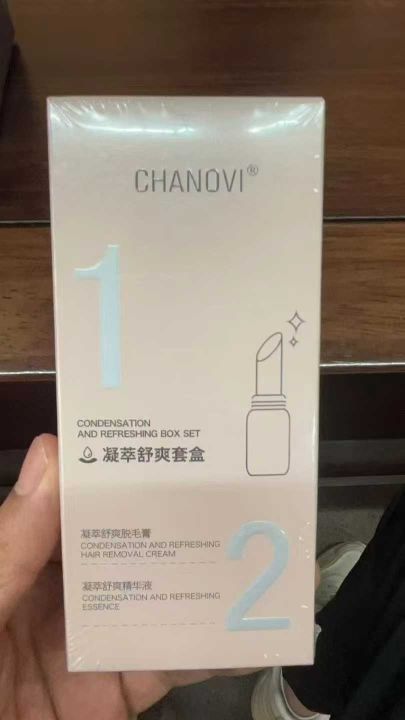 CHANOVI®
1
CONDENSATION
AND REFRESHING BOX SET
凝萃舒爽套盒
凝萃舒爽脱毛膏
CONDENSATION AND REFRESHING
HAIR REMOVAL CREAM
凝萃舒爽精华液
CONDENSATION AND REFRESHING
ESSENCE
2